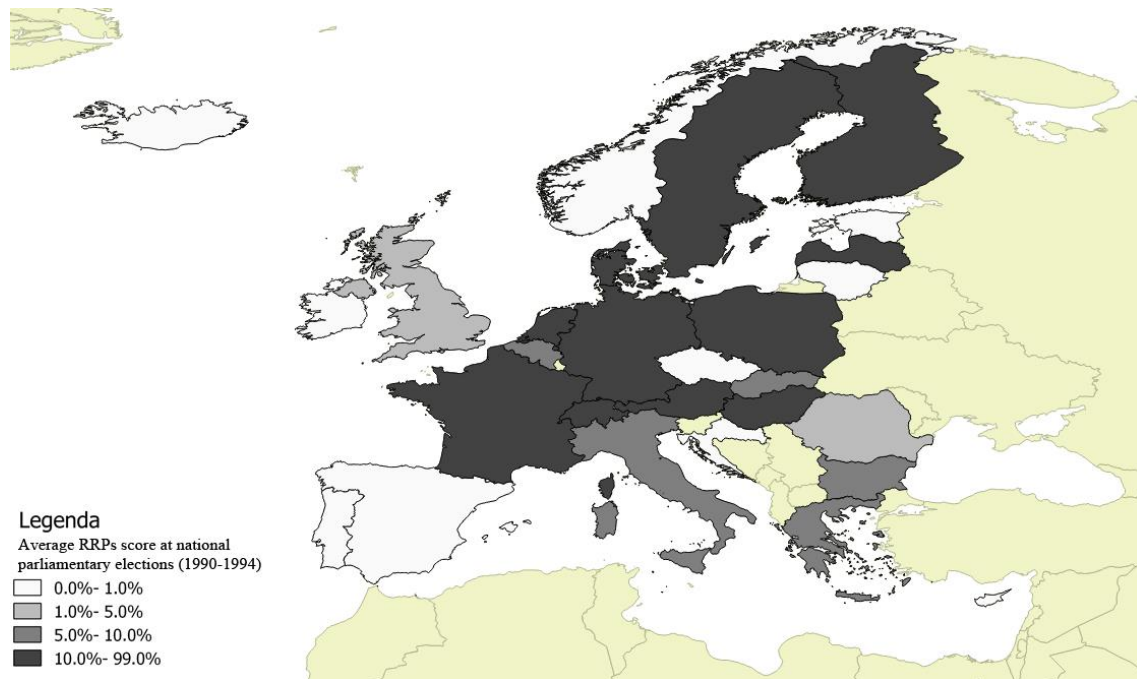 Legenda
Average RRPs score at national
parliamentary elections (1990-1994)
0.0%- 1.0%
1.0%- 5.0%
5.0%- 10.0%
10.0%- 99.0%